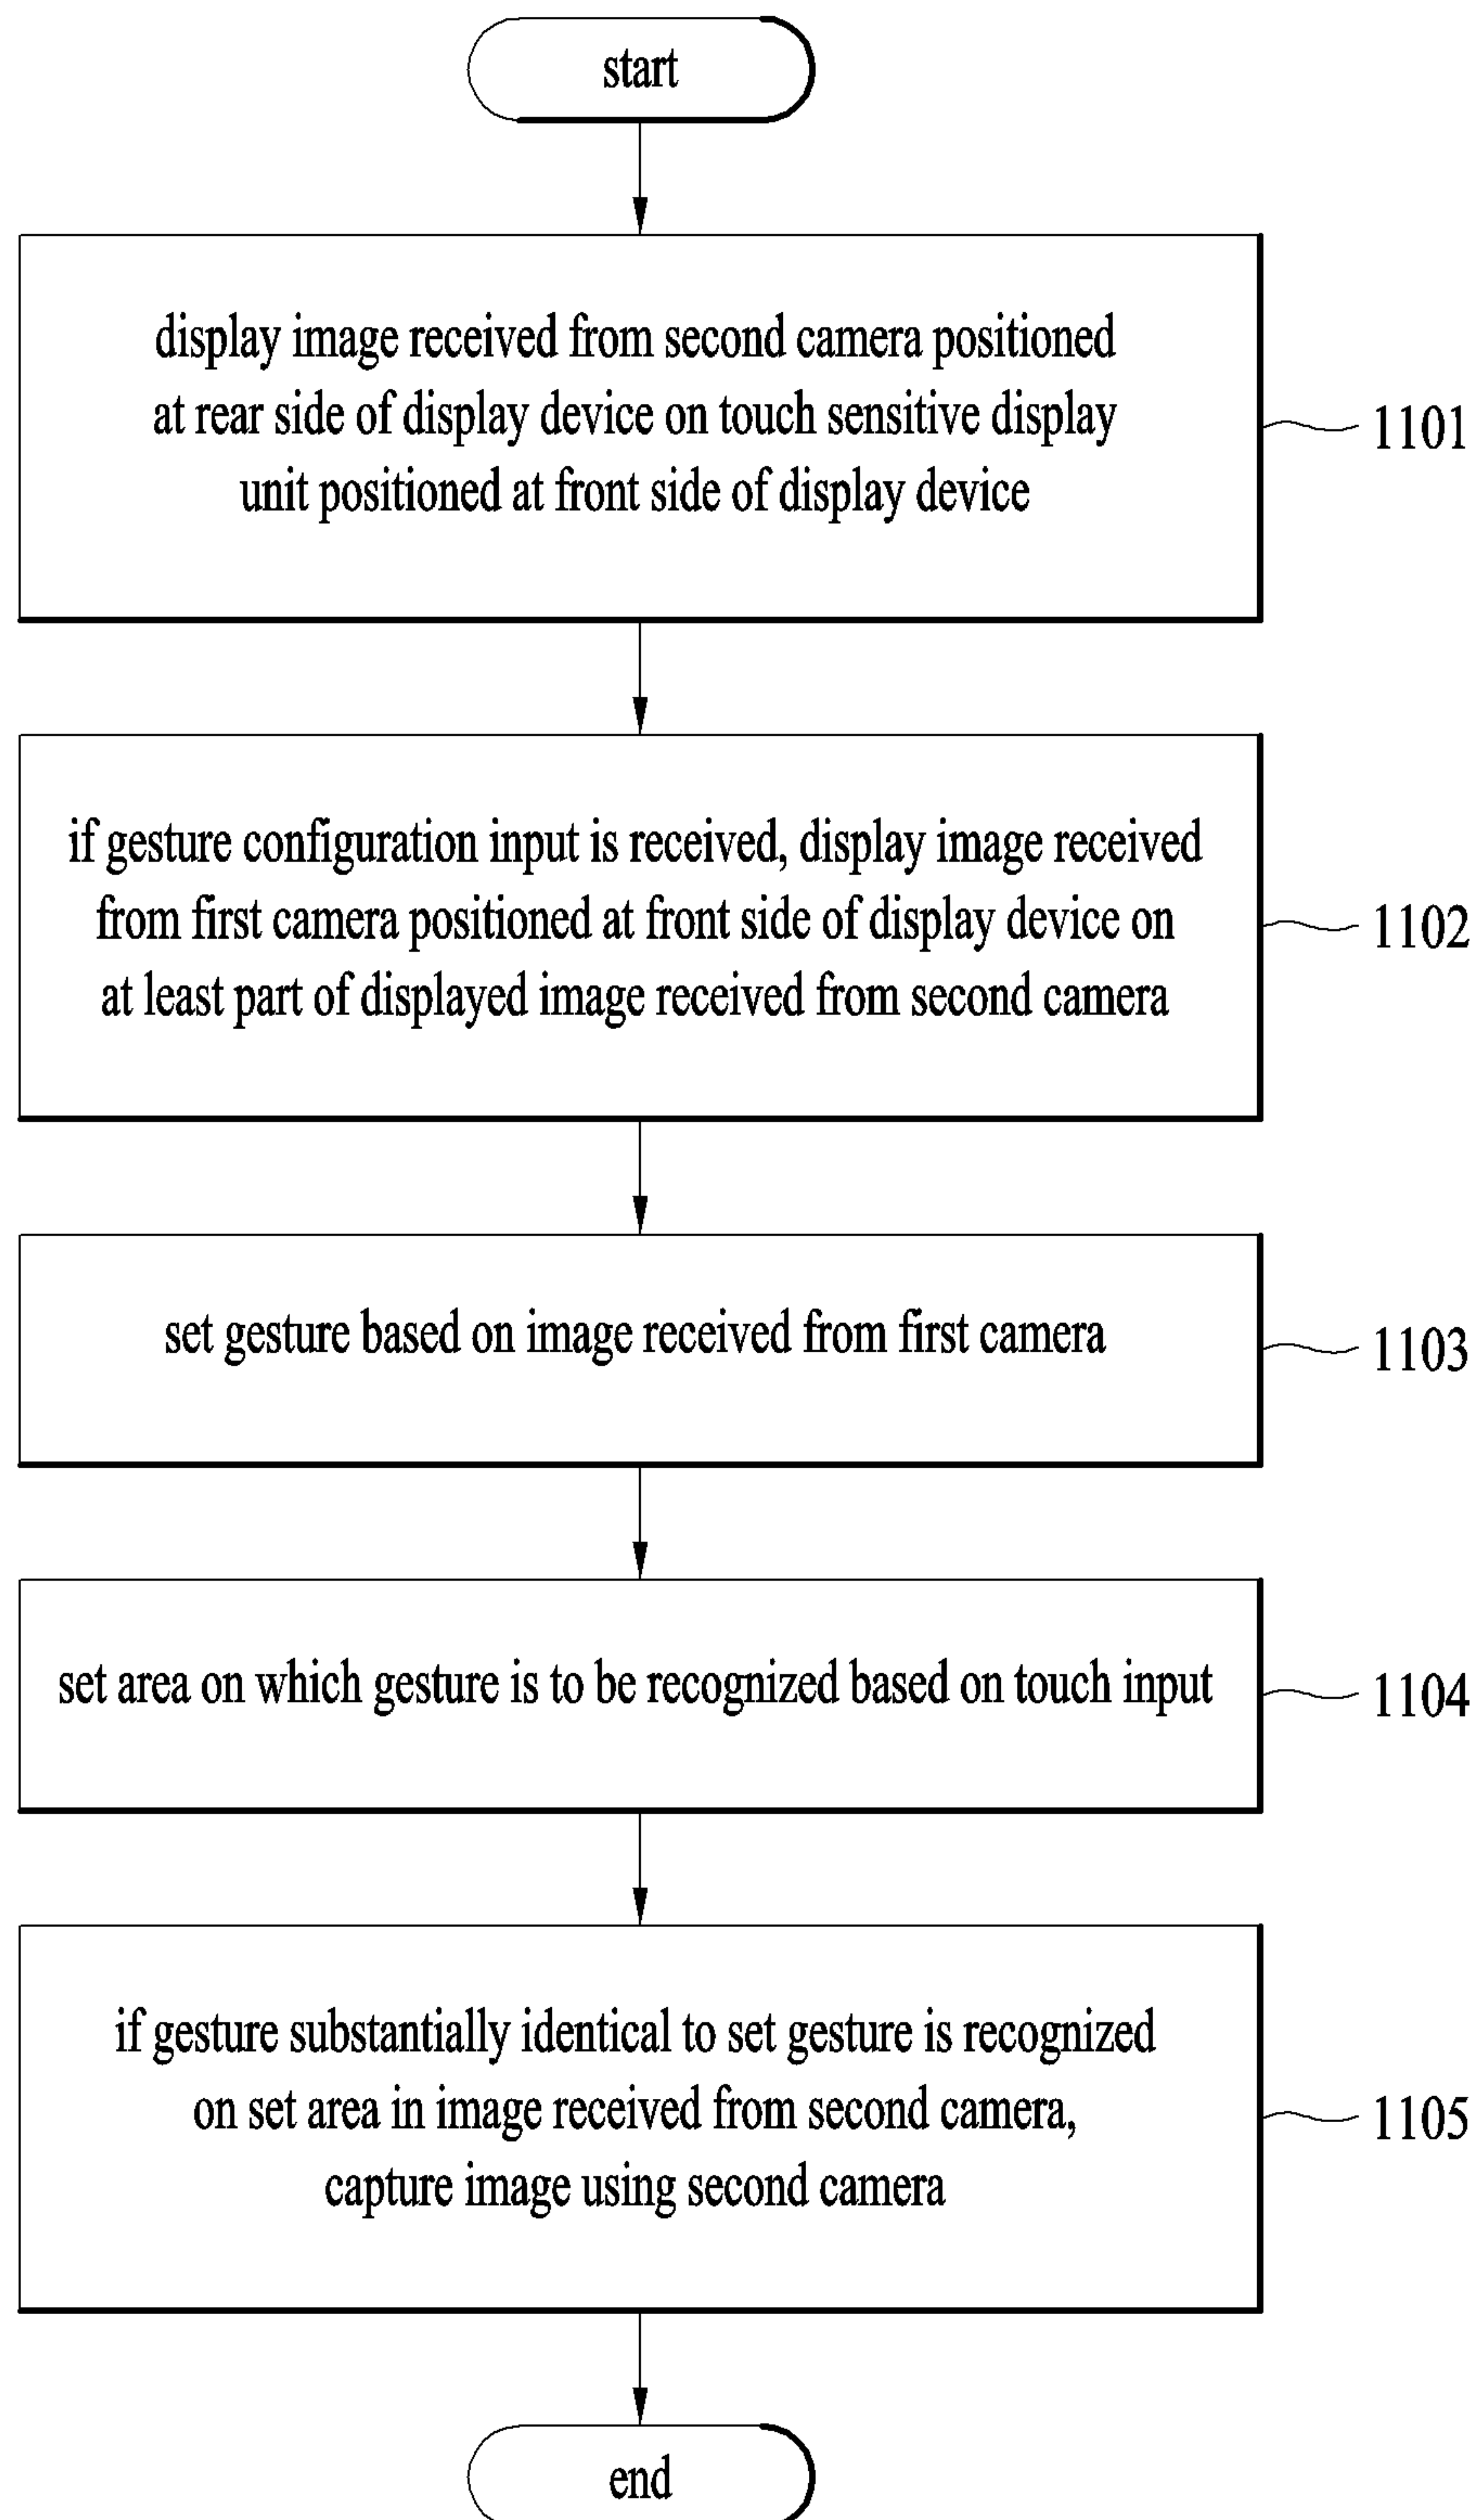 start
display image received from second camera positioned
at rear side of display device on touch sensitive display
unit positioned at front side of display device
1101
if gesture configuration input is received, display image received
from first camera positioned at front side of display device on
at least part of displayed image received from second camera
1102
set gesture based on image received from first camera
1103
set area on which gesture is to be recognized based on touch input
1104
if gesture substantially identical to set gesture is recognized
on set area in image received from second camera,
capture image using second camera
1105
end